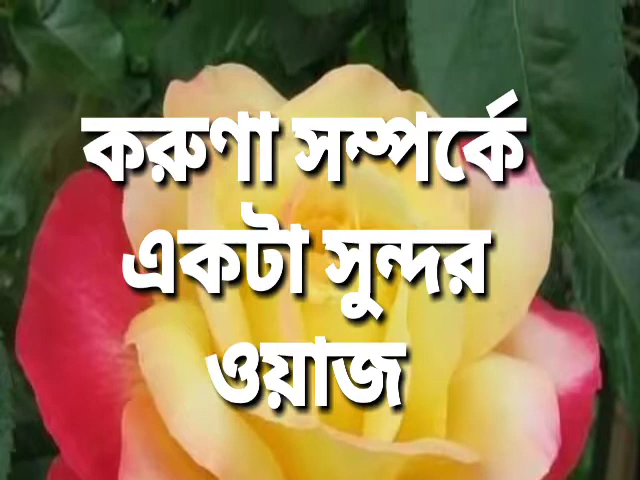 করুণা সম্পর্কে
একটা সুন্দর
ওয়াজ